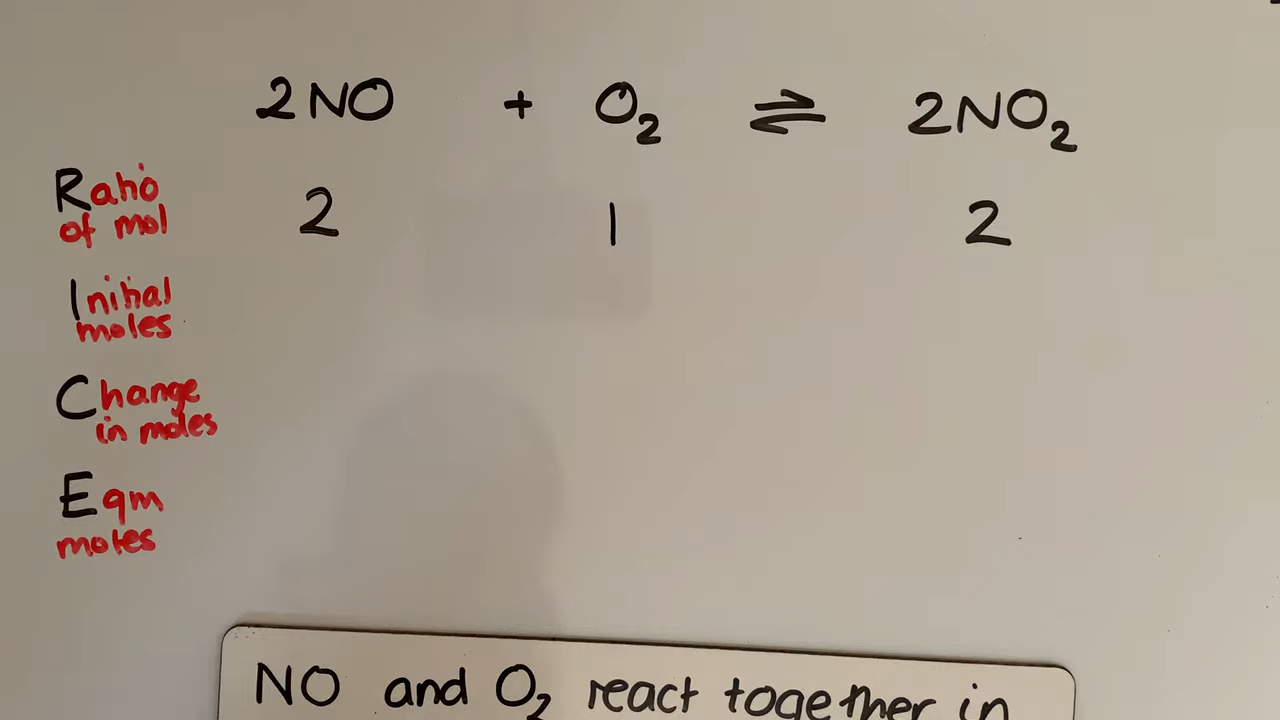 2NO + O₂ ⇌ 2NO₂
Ratio of mol 2 1 2
Initial moles
Change in moles
Eqm moles
NO and O₂ react together in